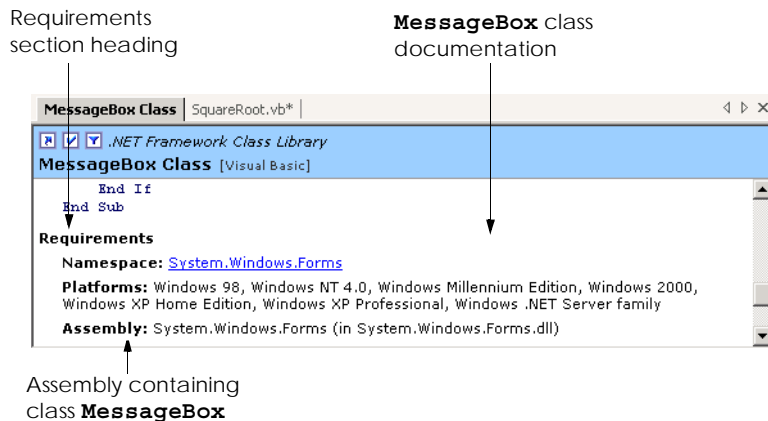 Requirements
section heading
MessageBox class
documentation
MessageBox Class SquareRoot.vb*
.NET Framework Class Library
MessageBox Class [Visual Basic]
End If
End Sub
Requirements
Namespace: System.Windows.Forms
Platforms: Windows 98, Windows NT 4.0, Windows Millennium Edition, Windows 2000,
Windows XP Home Edition, Windows XP Professional, Windows .NET Server family
Assembly: System.Windows.Forms (in System.Windows.Forms.dll)
Assembly containing
class MessageBox